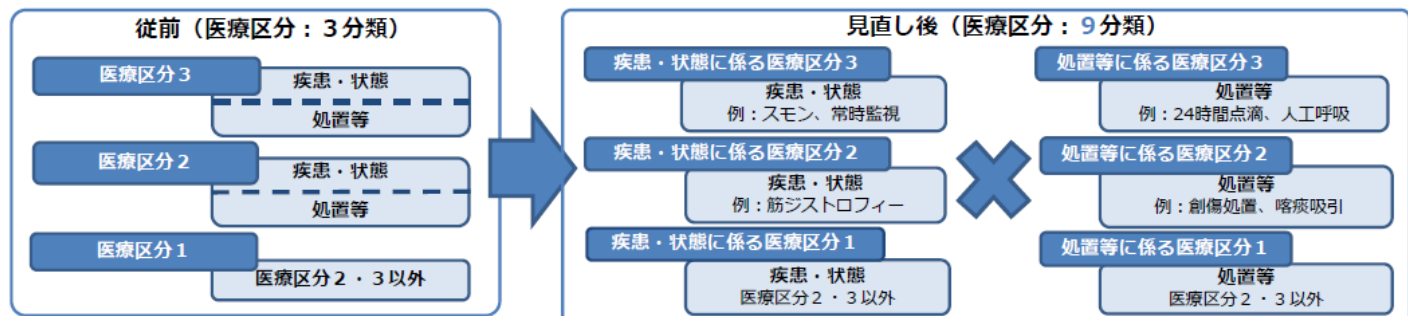 従前（医療区分：３分類）
医療区分３
疾患・状態
処置等
医療区分２
疾患・状態
処置等
医療区分１
医療区分２・３以外
見直し後（医療区分：９分類）
疾患・状態に係る医療区分３
疾患・状態
例：スモン、常時監視
疾患・状態に係る医療区分２
疾患・状態
例：筋ジストロフィー
疾患・状態に係る医療区分１
疾患・状態
医療区分２・３以外
処置等に係る医療区分３
処置等
例：24時間点滴、人工呼吸
処置等に係る医療区分２
処置等
例：創傷処置、喀痰吸引
処置等に係る医療区分１
処置等
医療区分２・３以外